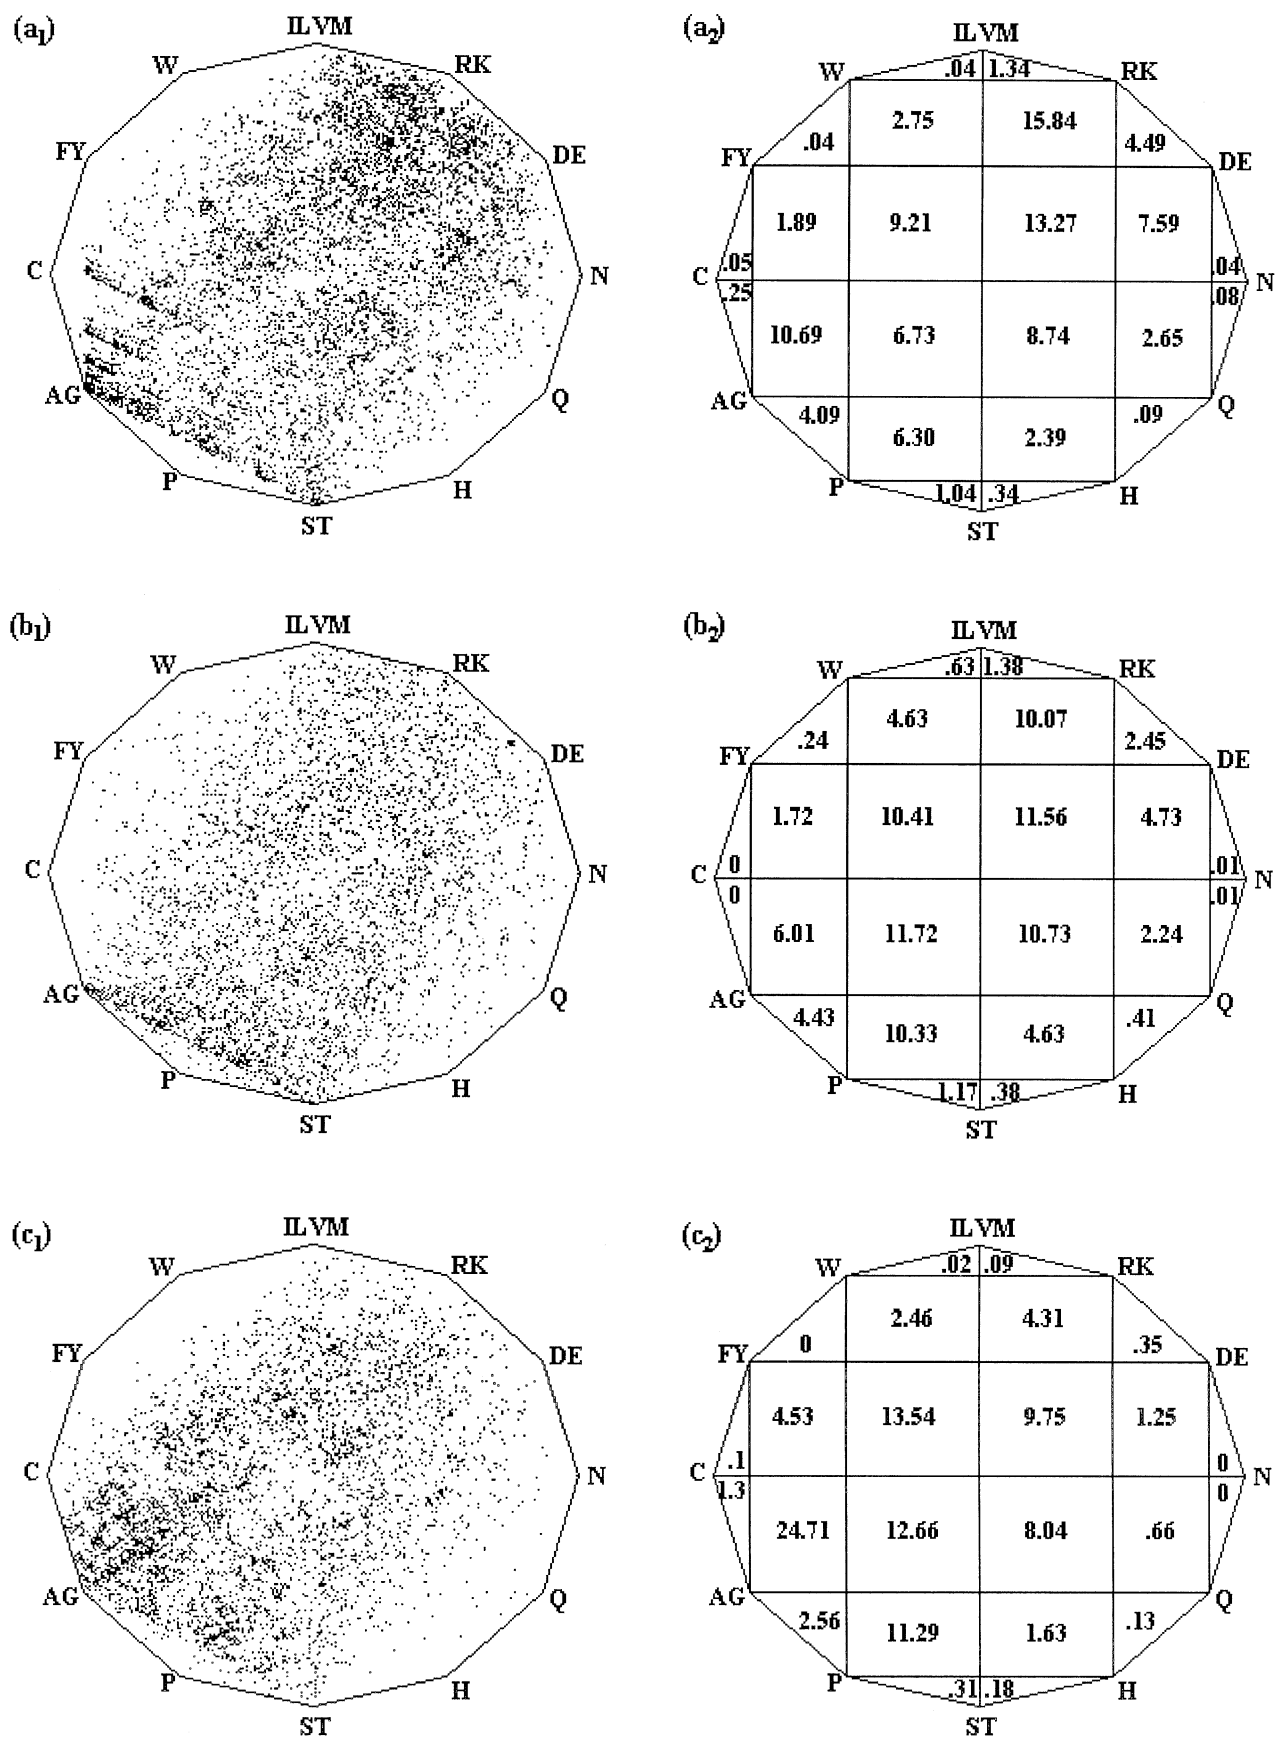 (a1) (a2)
ILVM ILVM
W RK W .04 1.34 RK
2.75 15.84
FY DE FY .04 4.49 DE
1.89 9.21 13.27 7.59
C N C .05 .04 N
.25 .08
10.69 6.73 8.74 2.65
AG Q AG 4.09 .09 Q
6.30 2.39
P H P 1.04 .34 H
ST ST
(b1) (b2)
ILVM ILVM
W RK W .63 1.38 RK
4.63 10.07
FY DE FY .24 2.45 DE
1.72 10.41 11.56 4.73
C N C 0 .01 N
0 .01
6.01 11.72 10.73 2.24
AG Q AG 4.43 .41 Q
10.33 4.63
P H P 1.17 .38 H
ST ST
(c1) (c2)
ILVM ILVM
W RK W .02 .09 RK
2.46 4.31
FY DE FY 0 .35 DE
4.53 13.54 9.75 1.25
C N C .1 0 N
1.3 0
24.71 12.66 8.04 .66
AG Q AG 2.56 .13 Q
11.29 1.63
P H P .31 .18 H
ST ST